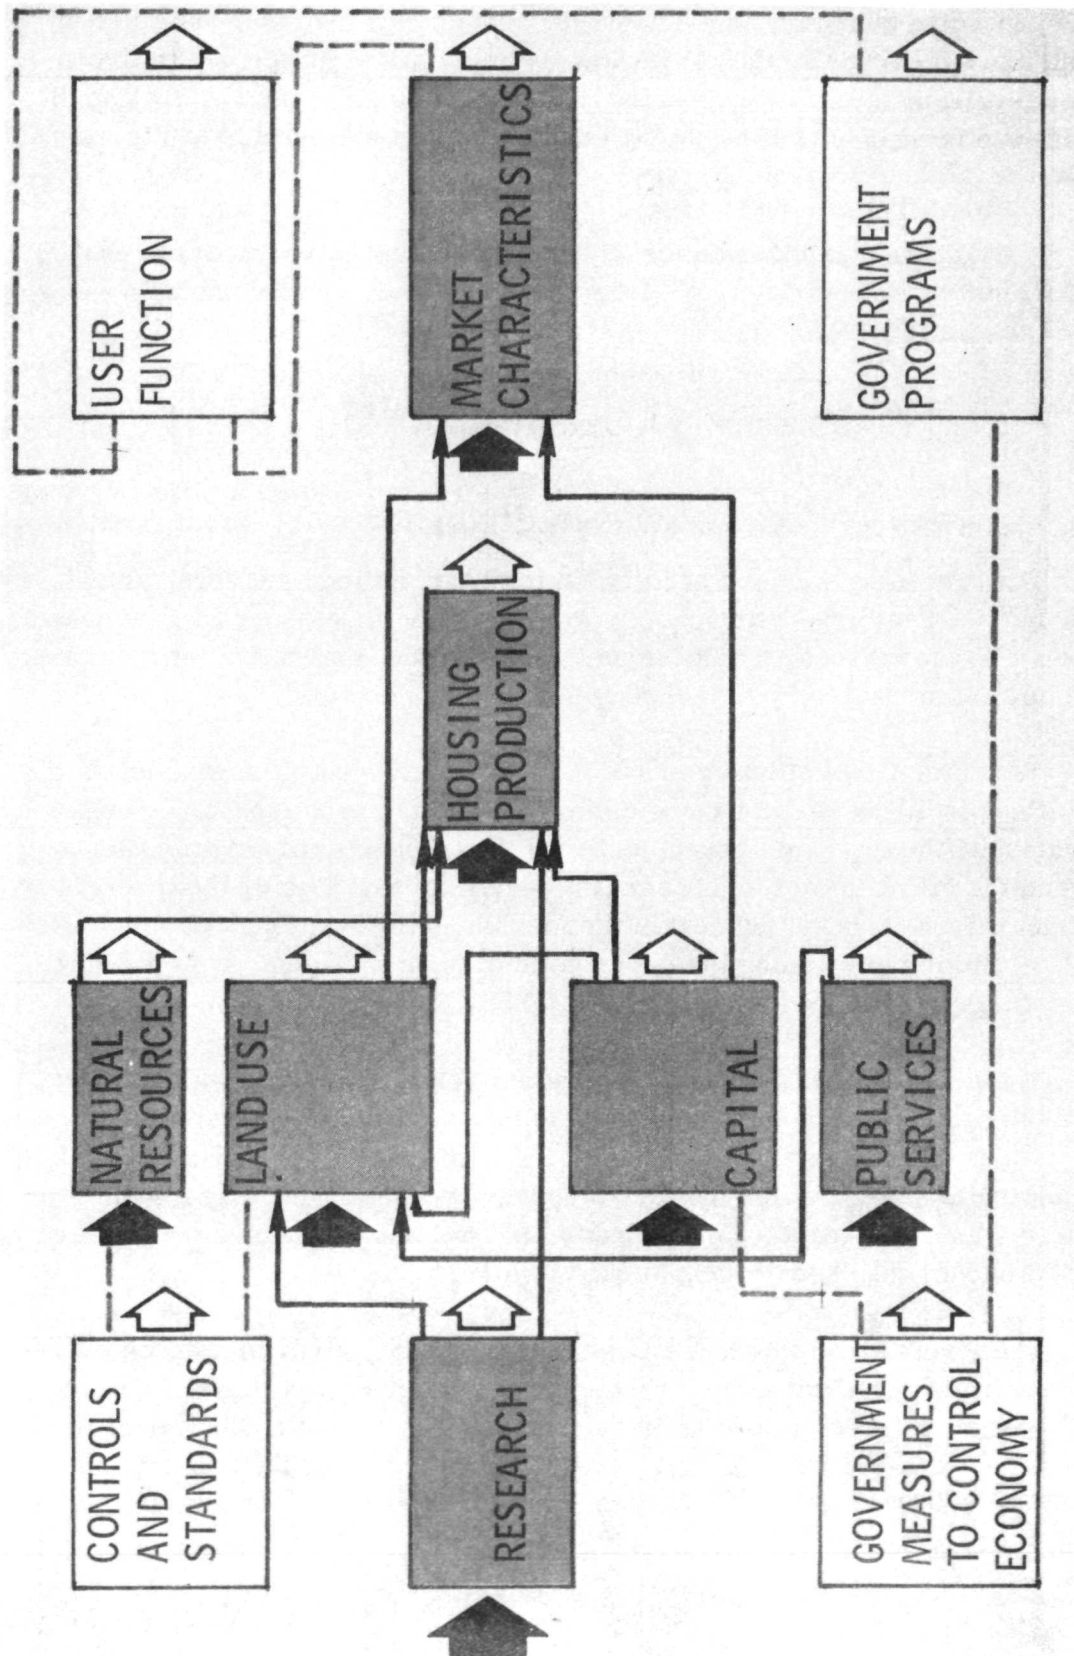 CONTROLS
AND
STANDARDS
RESEARCH
GOVERNMENT
MEASURES
TO CONTROL
ECONOMY
NATURAL
RESOURCES
LAND USE
CAPITAL
PUBLIC
SERVICES
HOUSING
PRODUCTION
USER
FUNCTION
MARKET
CHARACTERISTICS
GOVERNMENT
PROGRAMS